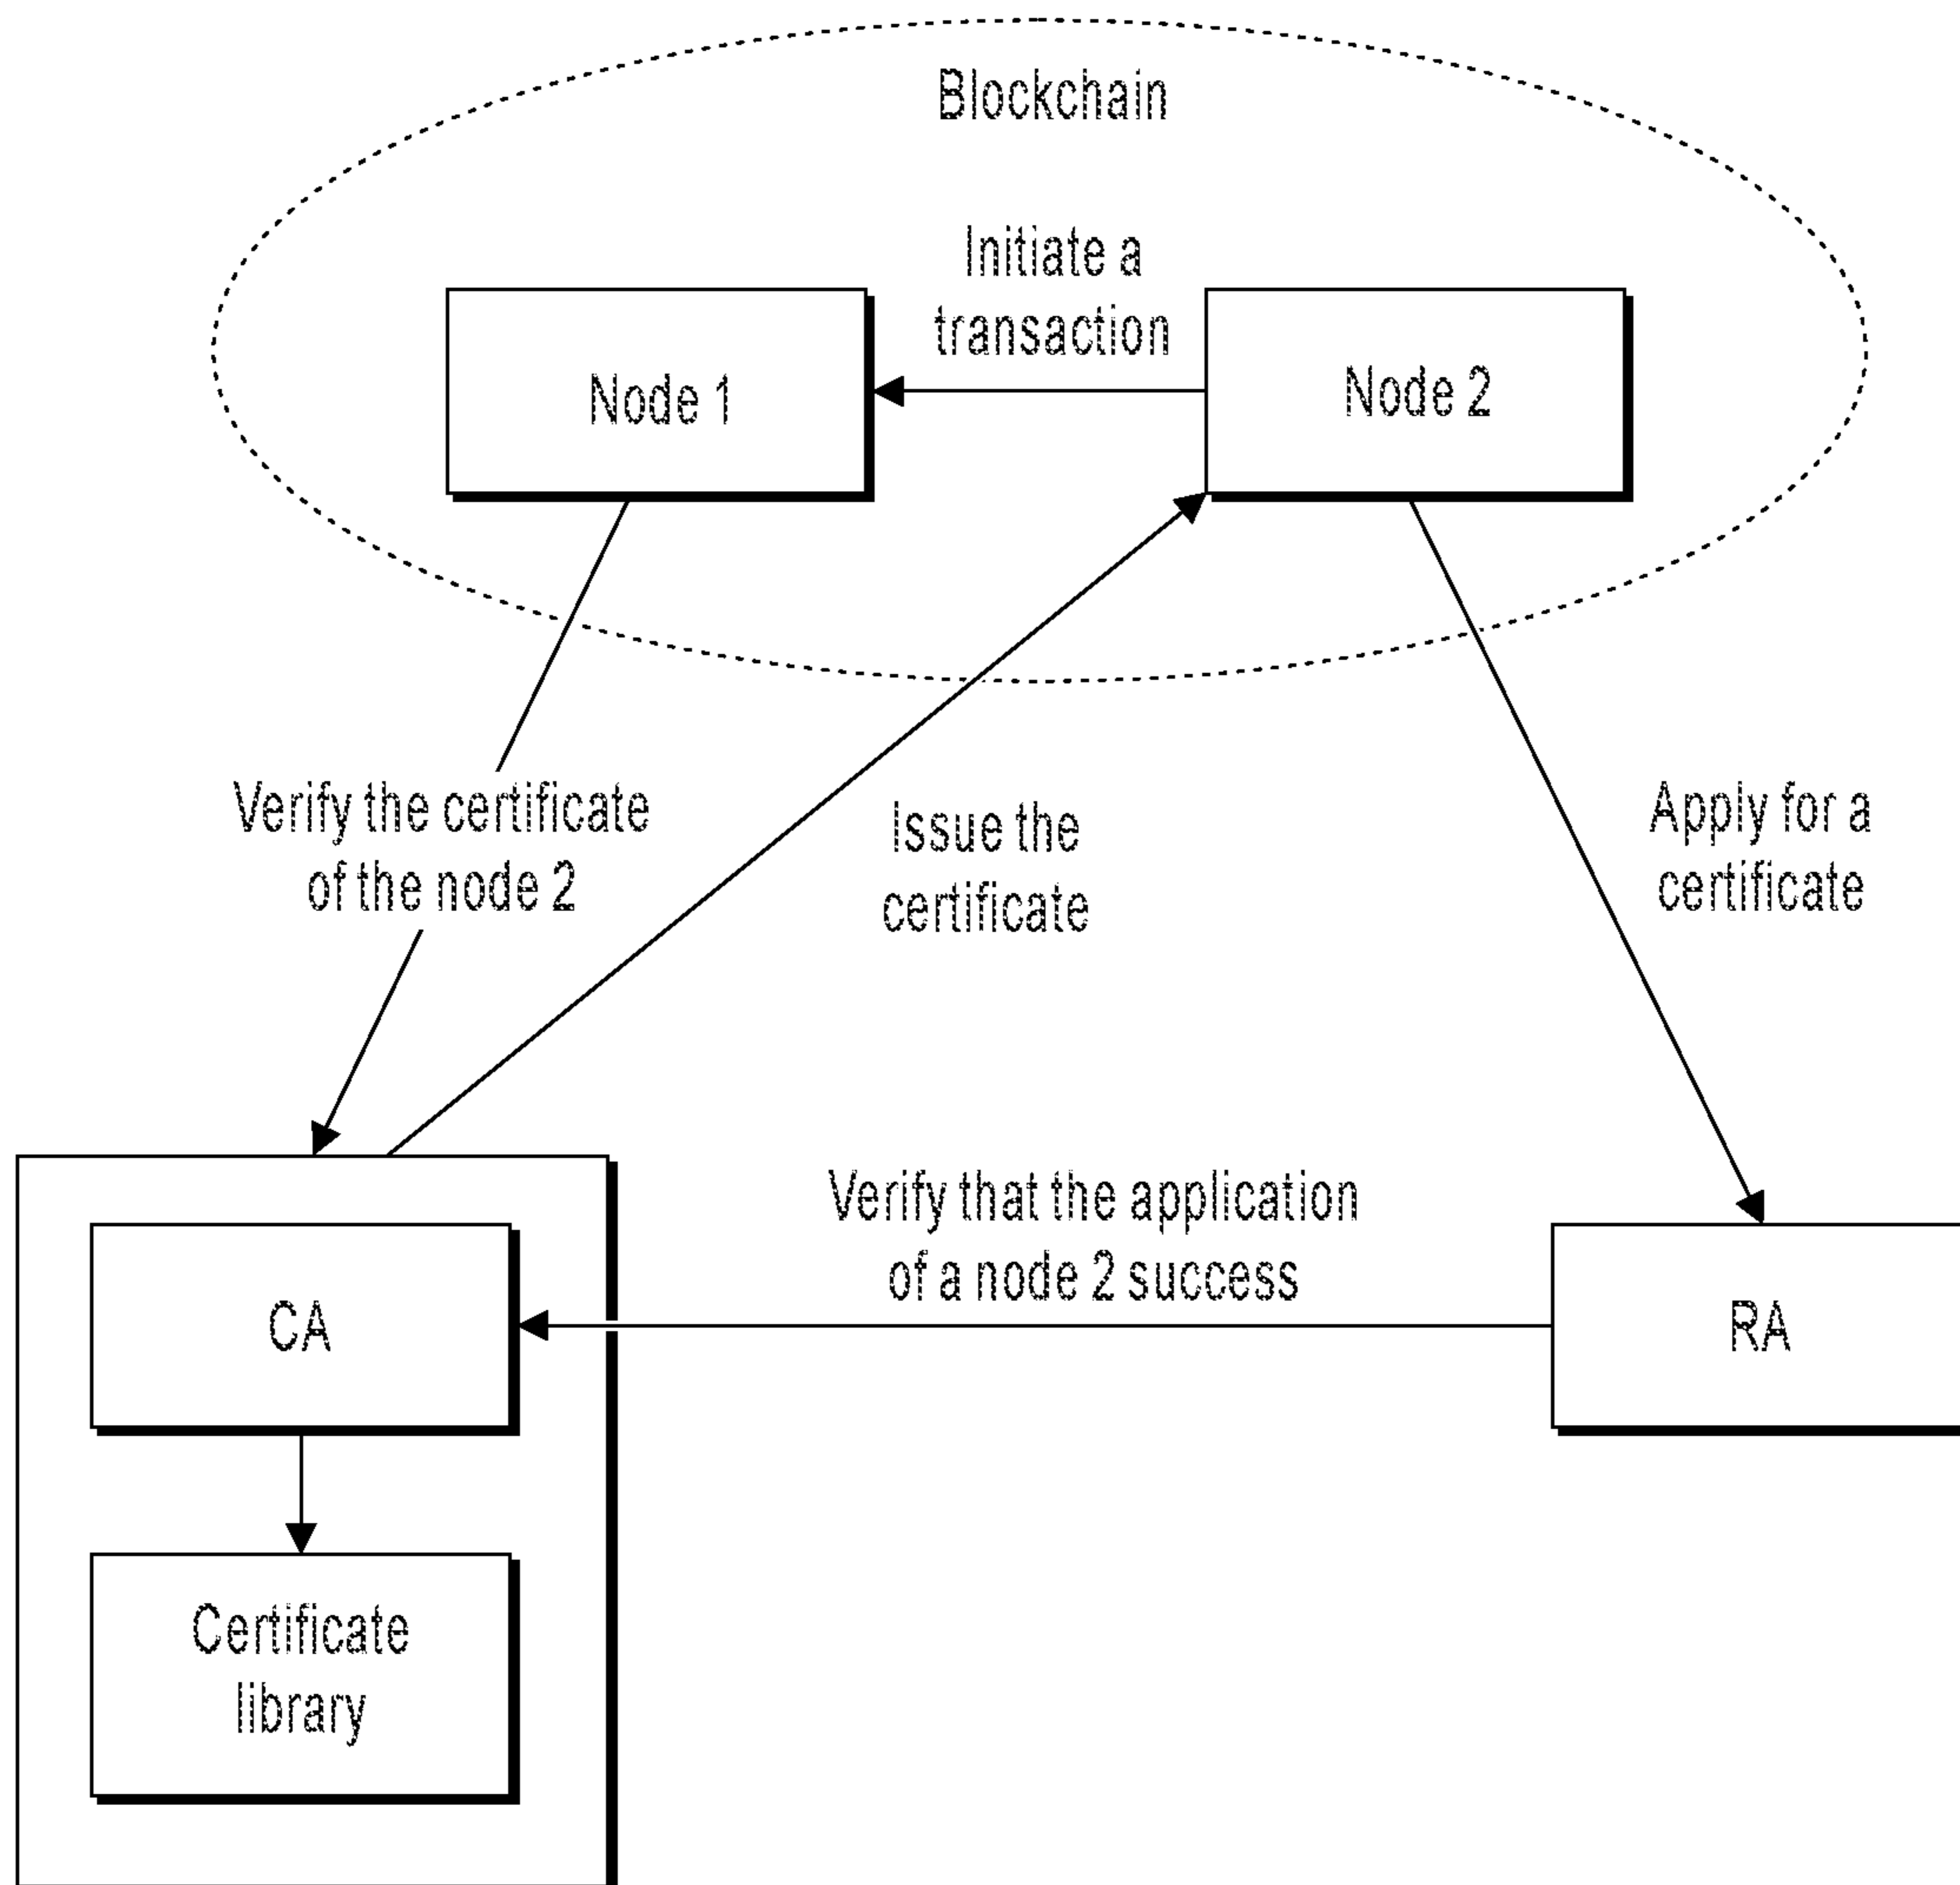 Blockchain
Initiate a
transaction
Node 1
Node 2
Verify the certificate
of the node 2
Issue the
certificate
Apply for a
certificate
Verify that the application
of a node 2 success
CA
RA
Certificate
library